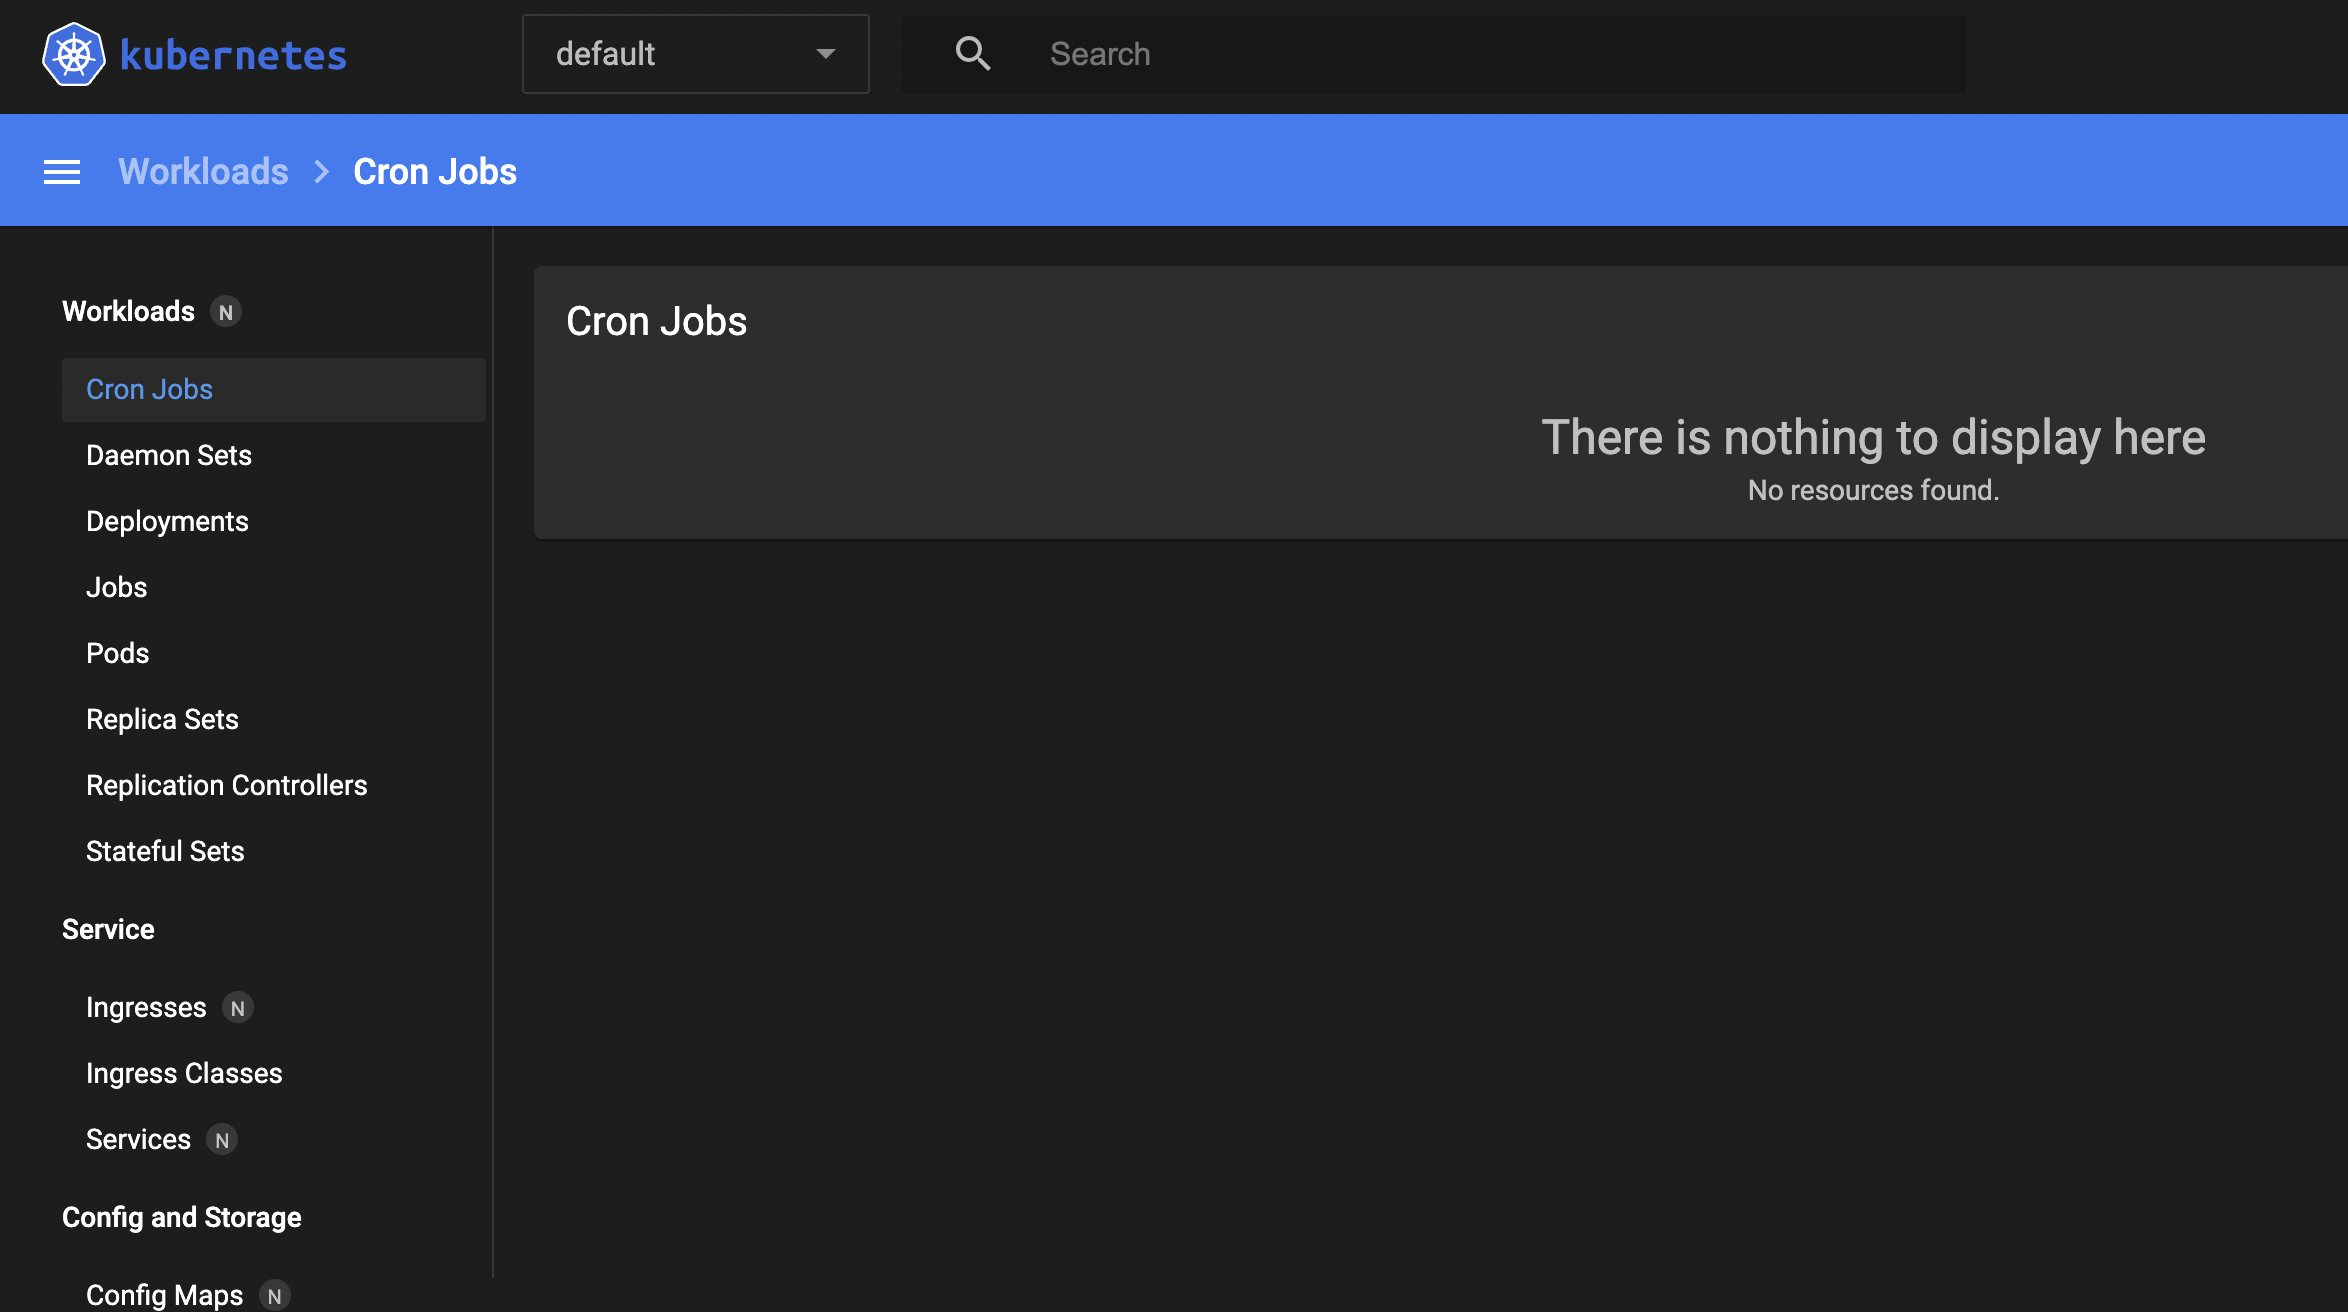 kubernetes
default
Search
Workloads > Cron Jobs
Workloads N
Cron Jobs
Daemon Sets
Deployments
Jobs
Pods
Replica Sets
Replication Controllers
Stateful Sets
Service
Ingresses N
Ingress Classes
Services N
Config and Storage
Config Maps N
Cron Jobs
There is nothing to display here
No resources found.